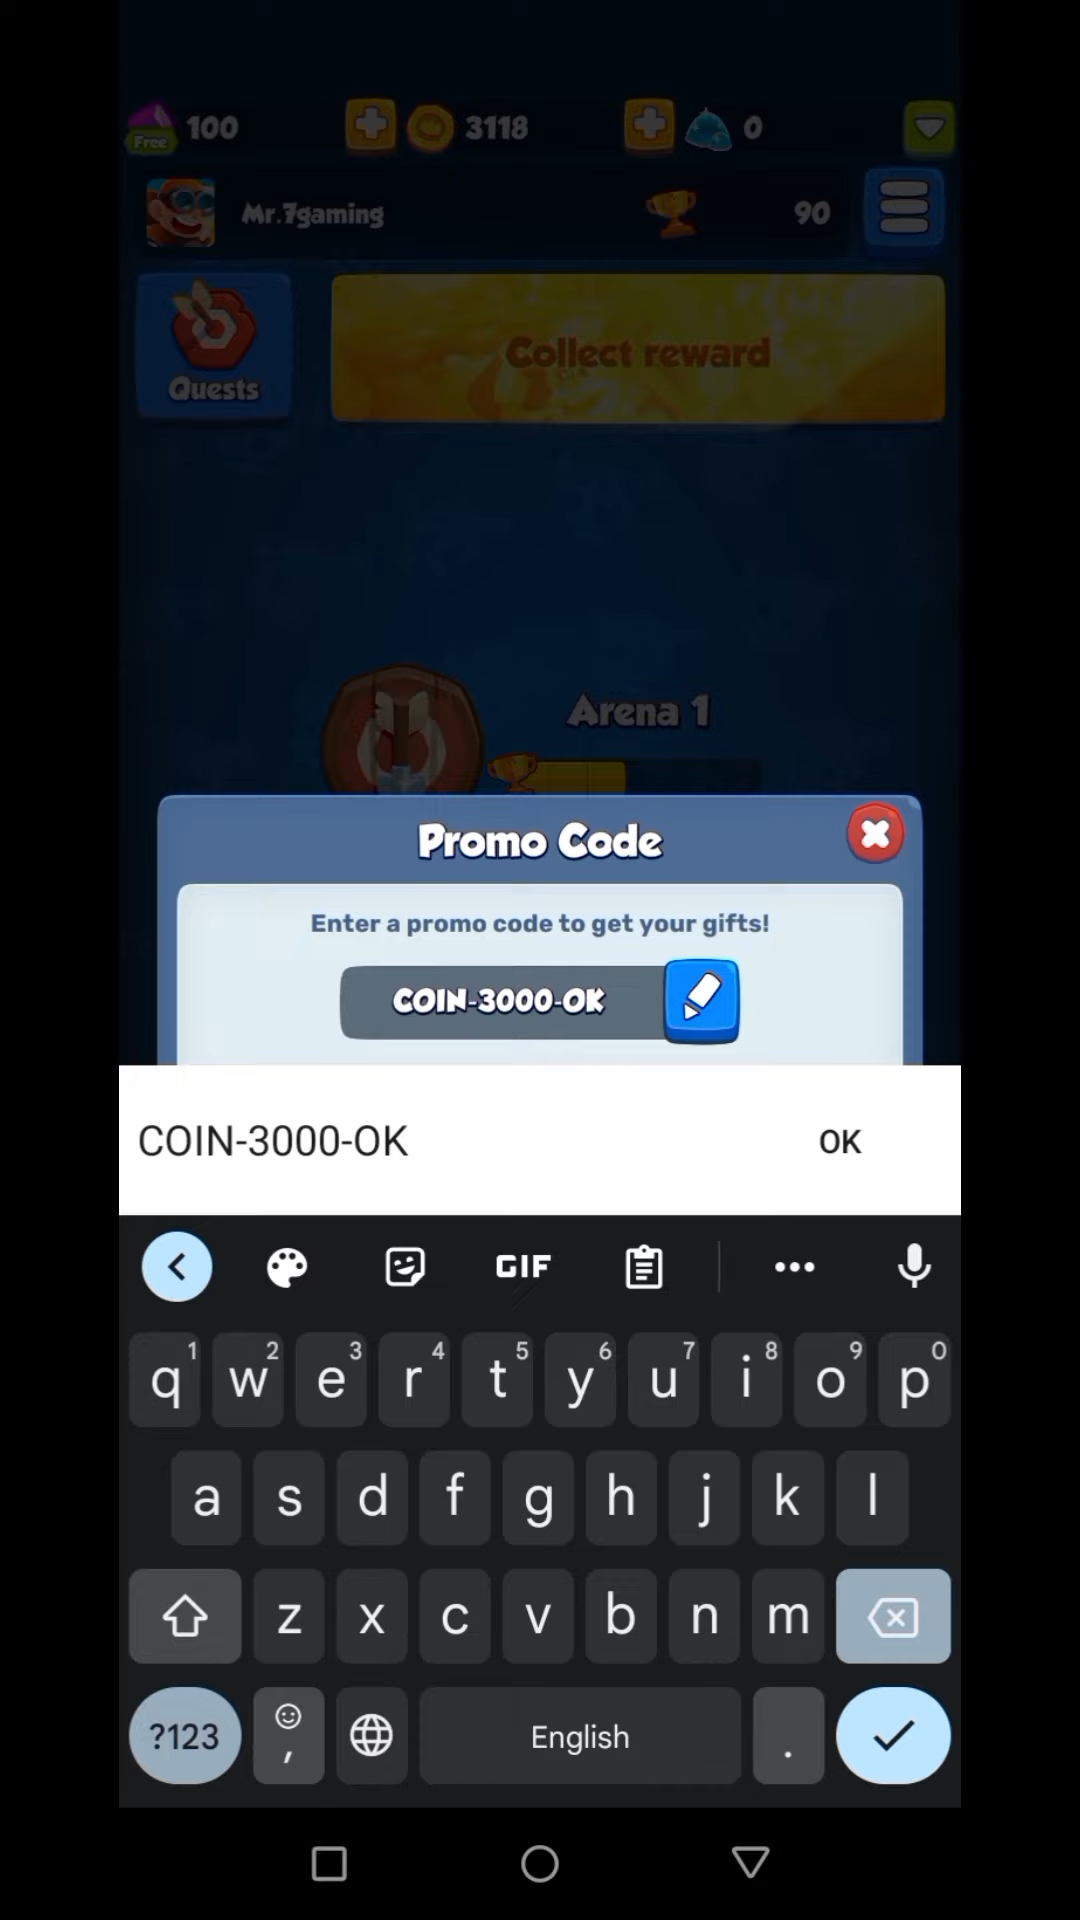 Free 100 3118 0
Mr.7gaming 90
Quests
Collect reward
Arena 1
Promo Code
Enter a promo code to get your gifts!
COIN-3000-OK
COIN-3000-OK OK
GIF
q1 w2 e3 r4 t5 y6 u7 i8 o9 p0
a s d f g h j k l
z x c v b n m
?123 , English .